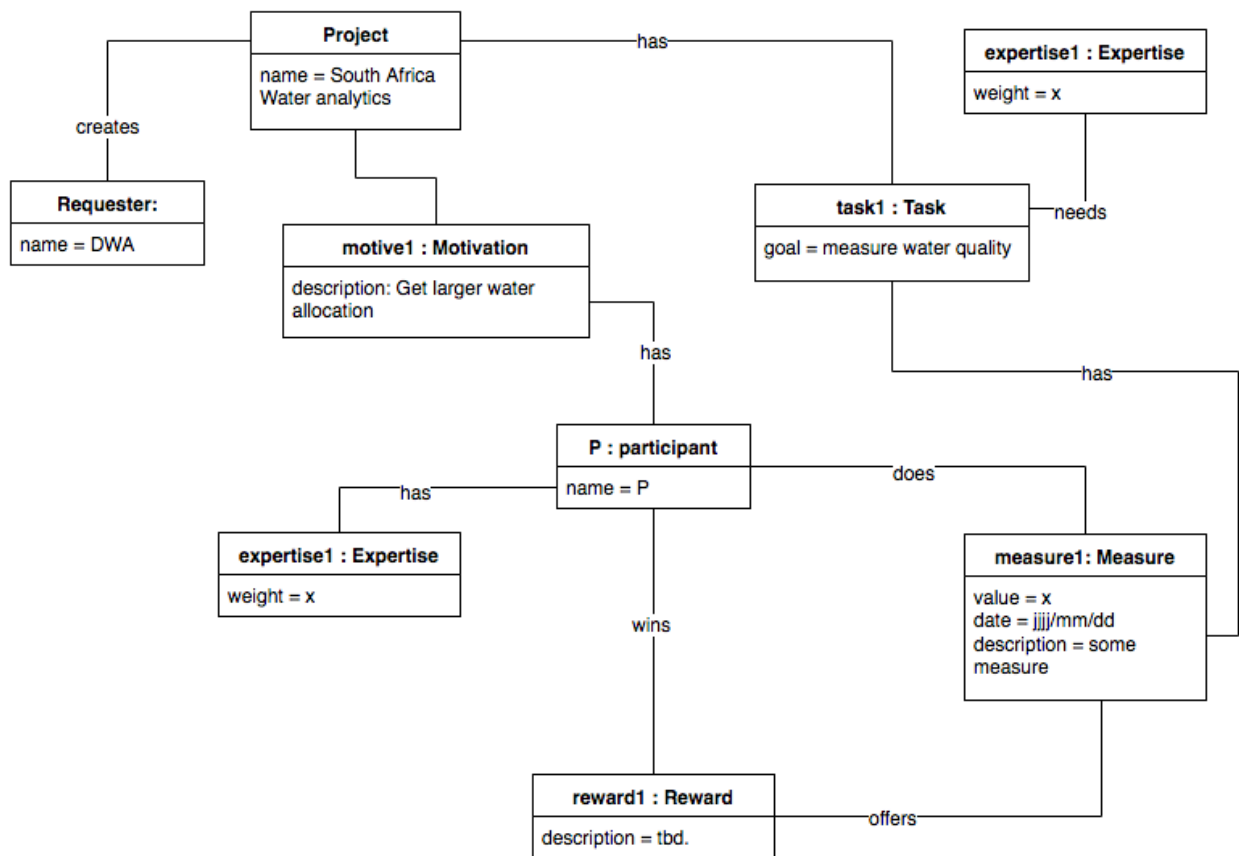 Project
name = South Africa
Water analytics
has
expertise1 : Expertise
weight = x
creates
Requester:
name = DWA
motive1 : Motivation
description: Get larger water
allocation
task1 : Task
goal = measure water quality
needs
has
has
P : participant
name = P
does
has
expertise1 : Expertise
weight = x
measure1: Measure
value = x
date = jjjj/mm/dd
description = some
measure
wins
reward1 : Reward
description = tbd.
offers